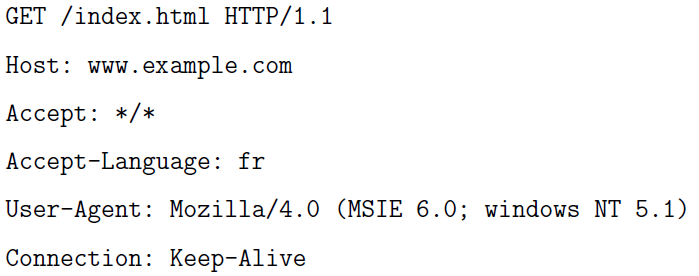 GET /index.html HTTP/1.1
Host: www.example.com
Accept: */*
Accept-Language: fr
User-Agent: Mozilla/4.0 (MSIE 6.0; windows NT 5.1)
Connection: Keep-Alive